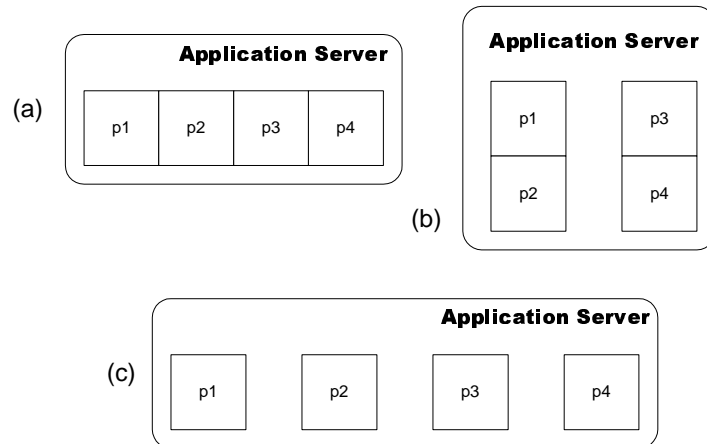 Application Server
(a)
p1 p2 p3 p4
Application Server
p1 p3
p2 p4
(b)
Application Server
(c)
p1 p2 p3 p4